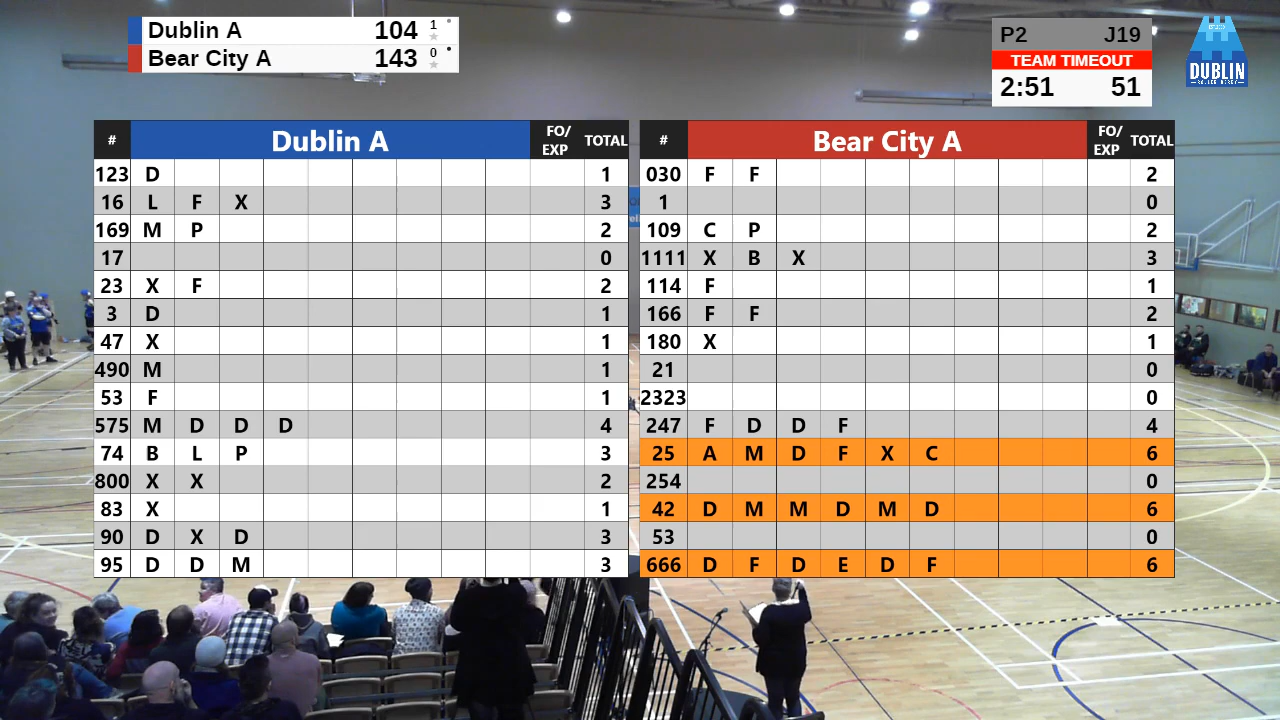 Dublin A 104 1
Bear City A 143 0
P2 J19
TEAM TIMEOUT
2:51 51
DUBLIN
# Dublin A FO/EXP TOTAL
123 D 1
16 L F X 3
169 M P 2
17 0
23 X F 2
3 D 1
47 X 1
490 M 1
53 F 1
575 M D D D 4
74 B L P 3
800 X X 2
83 X 1
90 D X D 3
95 D D M 3
# Bear City A FO/EXP TOTAL
030 F F 2
1 0
109 C P 2
1111 X B X 3
114 F 1
166 F F 2
180 X 1
21 0
2323 0
247 F D D F 4
25 A M D F X C 6
254 0
42 D M M D M D 6
53 0
666 D F D E D F 6